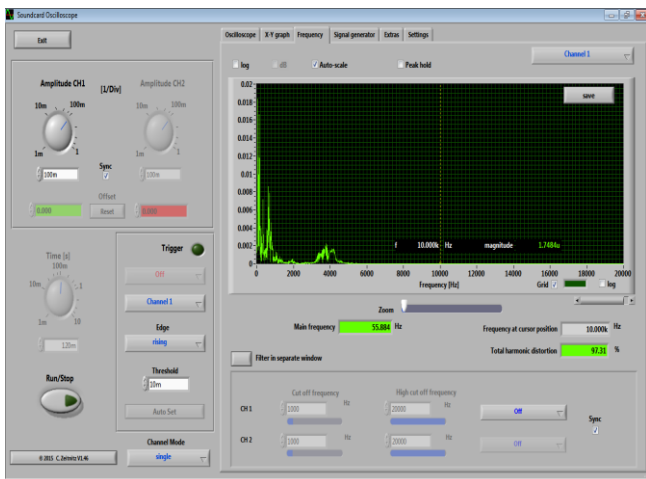 Soundcard Oscilloscope
Exit
Oscilloscope X-Y graph Frequency Signal generator Extras Settings
log dB Auto-scale Peak hold
Channel 1
Amplitude CH1 [1/Div] Amplitude CH2
10m 100m 10m 100m
1m 1 1m 1
Sync
100m 100m
Offset
0.000 Reset 0.000
save
0.02
0.018
0.016
0.014
0.012
0.01
0.008
0.006
0.004
0.002
0
f 10.000k Hz magnitude 1.7484u
0 2000 4000 6000 8000 10000 12000 14000 16000 18000 20000
Frequency [Hz]
Grid log
Zoom
Main frequency 55.884 Hz
Frequency at cursor position 10.000k Hz
Total harmonic distortion 97.31 %
Filter in separate window
Time [s]
100m
10m 1
1m 10
120m
Run/Stop
Trigger
Off
Channel 1
Edge
rising
Threshold
10m
Auto Set
Channel Mode
single
Cut off frequency High cut off frequency
CH 1 1000 Hz 20000 Hz Off
Sync
CH 2 1000 Hz 20000 Hz Off
© 2015 C. Zeitnitz V1.46